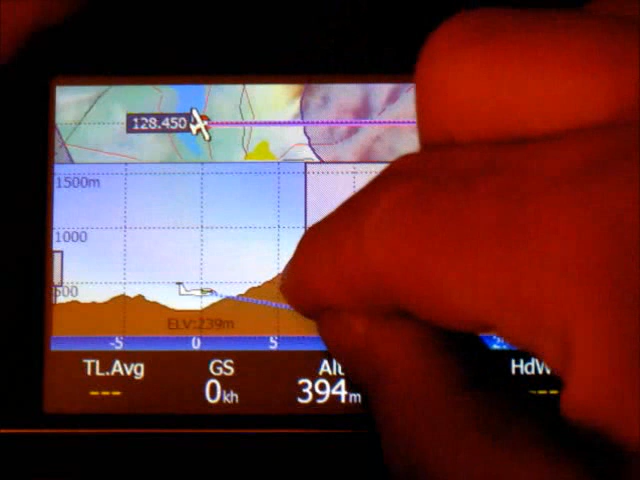 128.450
1500m
1000
500
ELV:239m
-5 0 5
TL.Avg GS Alt HdW
--- 0kh 394m ---